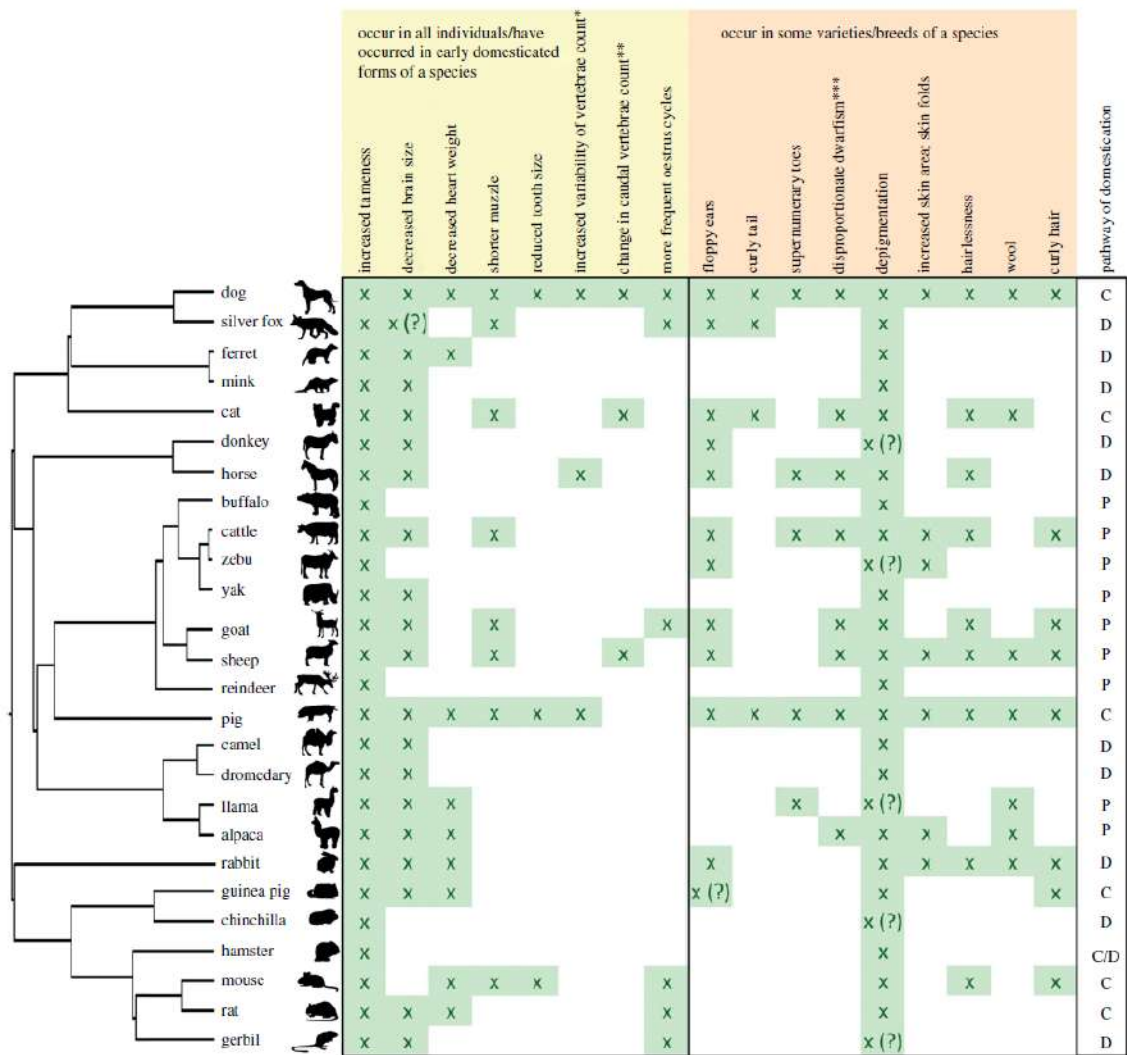 occur in all individuals/have
occurred in early domesticated
forms of a species
occur in some varieties/breeds of a species
increased tameness
decreased brain size
decreased heart weight
shorter muzzle
reduced tooth size
increased variability of vertebrae count*
change in caudal vertebrae count**
more frequent oestrus cycles
floppy ears
curly tail
supernumerary toes
disproportionate dwarfism***
depigmentation
increased skin area; skin folds
hairlessness
wool
curly hair
pathway of domestication
dog x x x x x x x x x x x x x x x x x C
silver fox x x (?) x x x x x D
ferret x x x x D
mink x x x D
cat x x x x x x x x x x C
donkey x x x x (?) D
horse x x x x x x x x D
buffalo x x P
cattle x x x x x x x x x x P
zebu x x x (?) x P
yak x x x P
goat x x x x x x x x x P
sheep x x x x x x x x x x x P
reindeer x x P
pig x x x x x x x x x x x x x x x C
camel x x x D
dromedary x x x D
llama x x x x x (?) x P
alpaca x x x x x x x P
rabbit x x x x x x x x x D
guinea pig x x x x (?) x x C
chinchilla x x (?) D
hamster x x C/D
mouse x x x x x x x x C
rat x x x x x C
gerbil x x x x (?) D